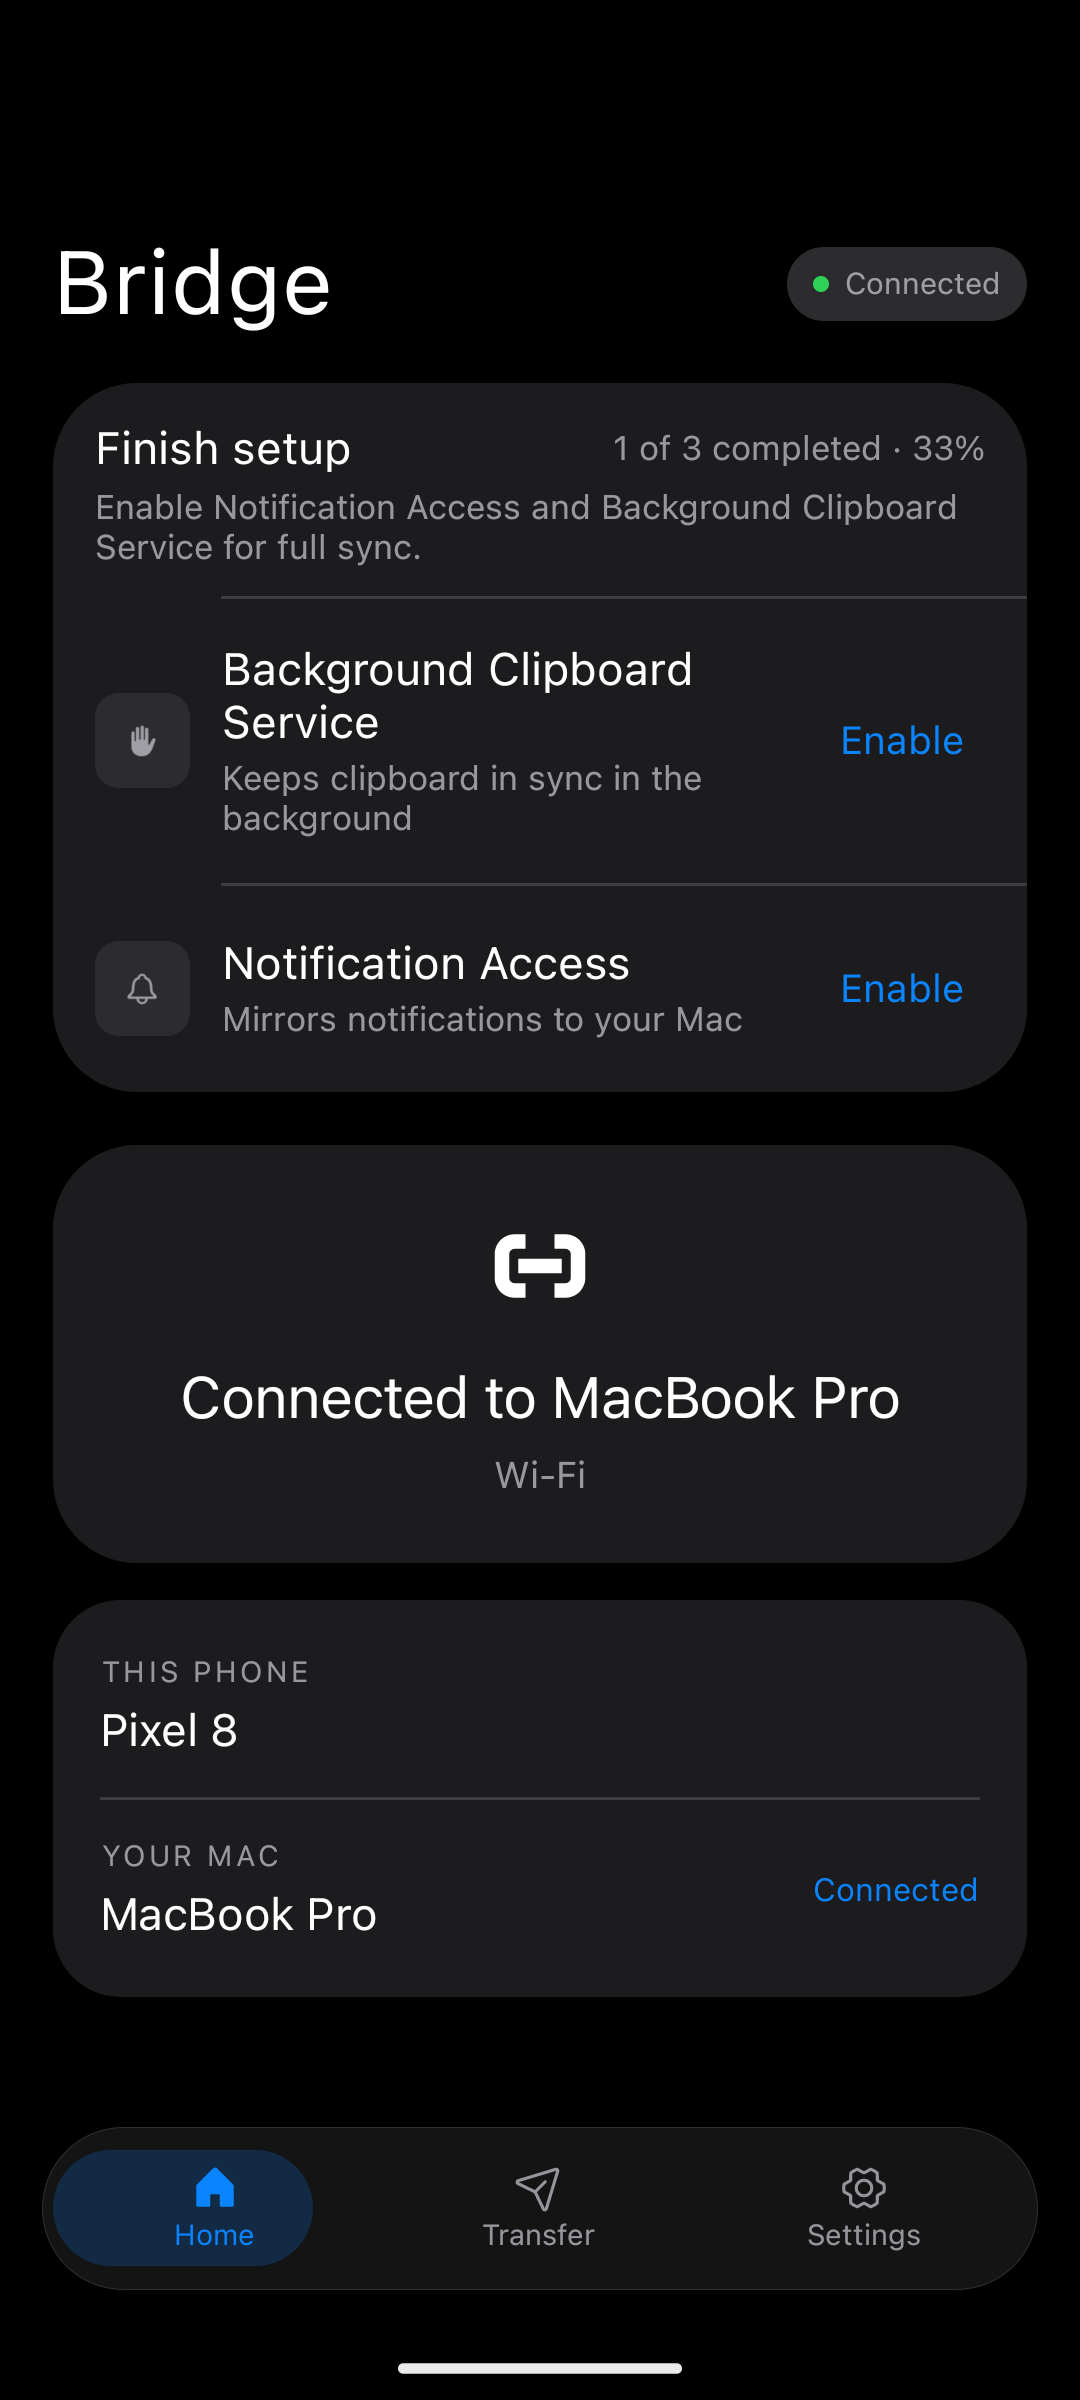 Bridge
Connected
Finish setup
1 of 3 completed · 33%
Enable Notification Access and Background Clipboard
Service for full sync.
Background Clipboard
Service
Keeps clipboard in sync in the
background
Enable
Notification Access
Mirrors notifications to your Mac
Enable
Connected to MacBook Pro
Wi-Fi
THIS PHONE
Pixel 8
YOUR MAC
MacBook Pro
Connected
Home
Transfer
Settings